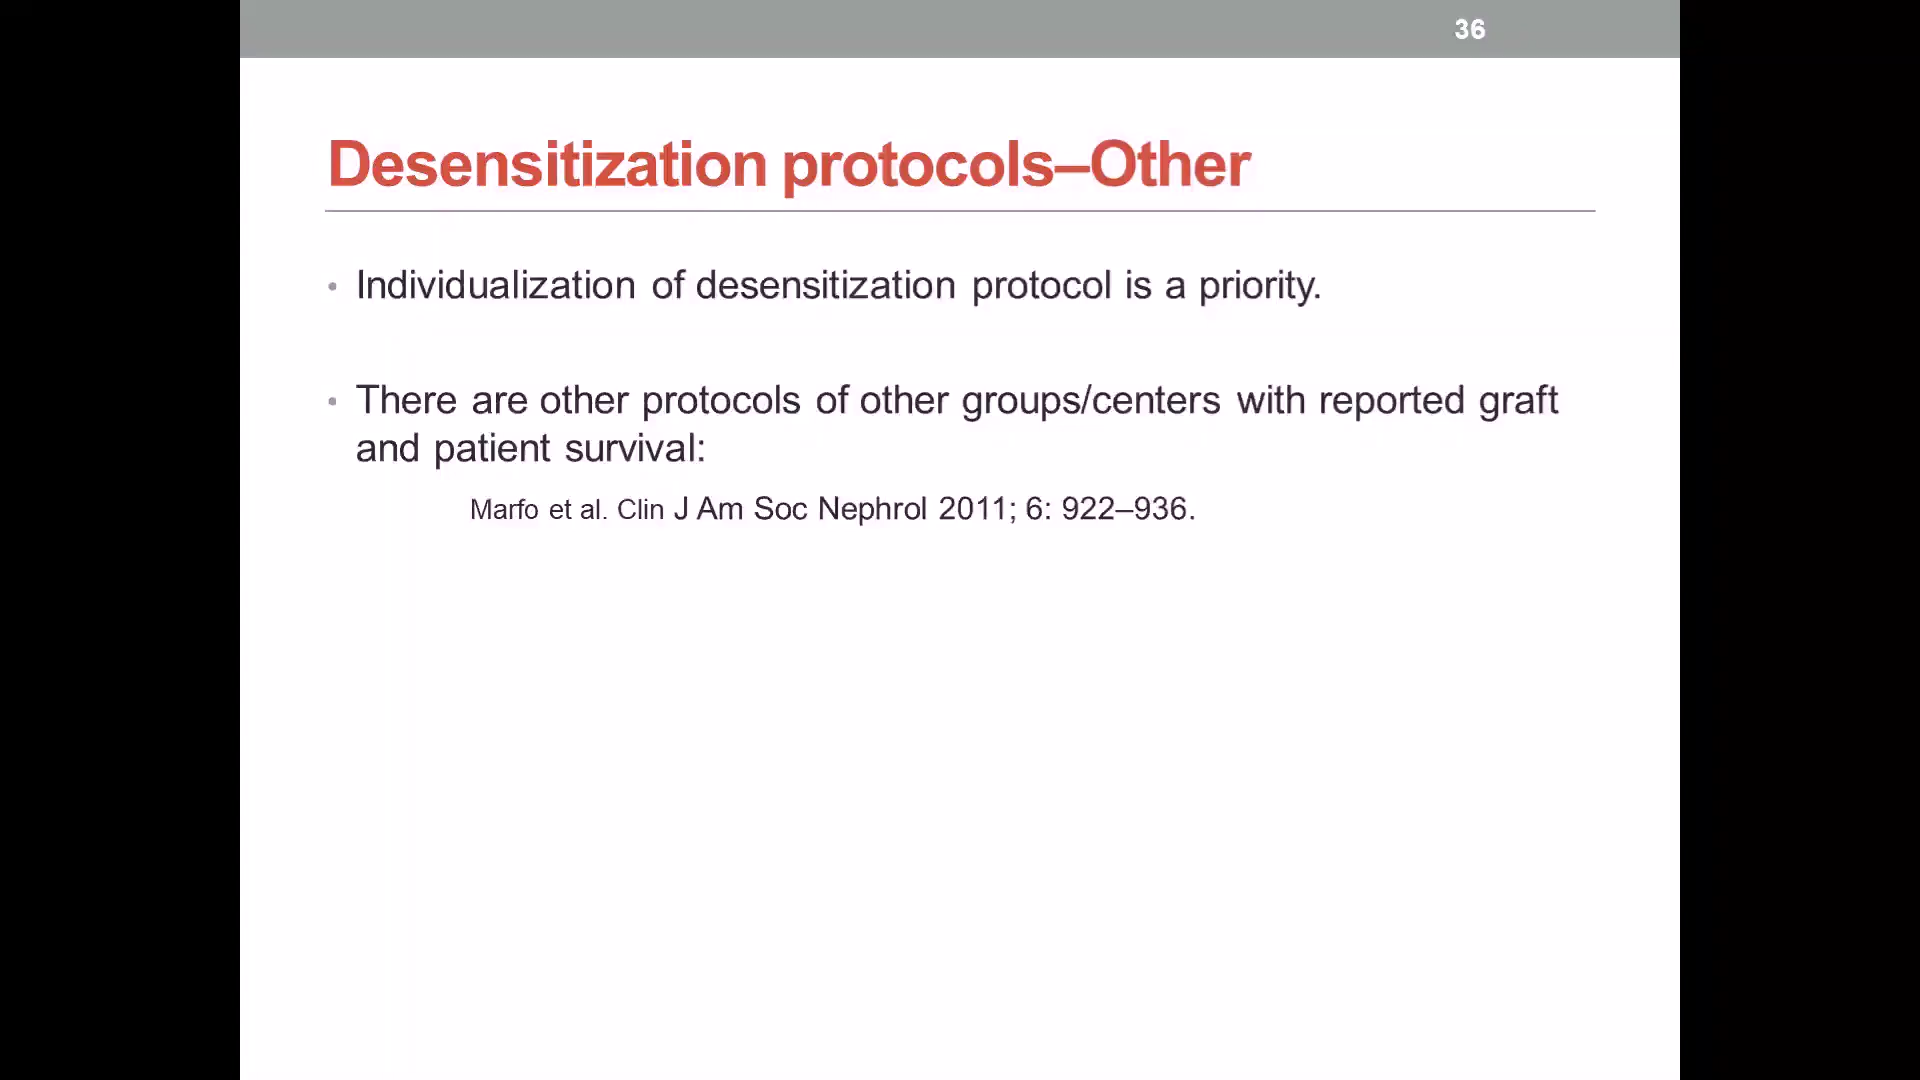 36
Desensitization protocols–Other
• Individualization of desensitization protocol is a priority.
• There are other protocols of other groups/centers with reported graft
and patient survival:
Marfo et al. Clin J Am Soc Nephrol 2011; 6: 922–936.